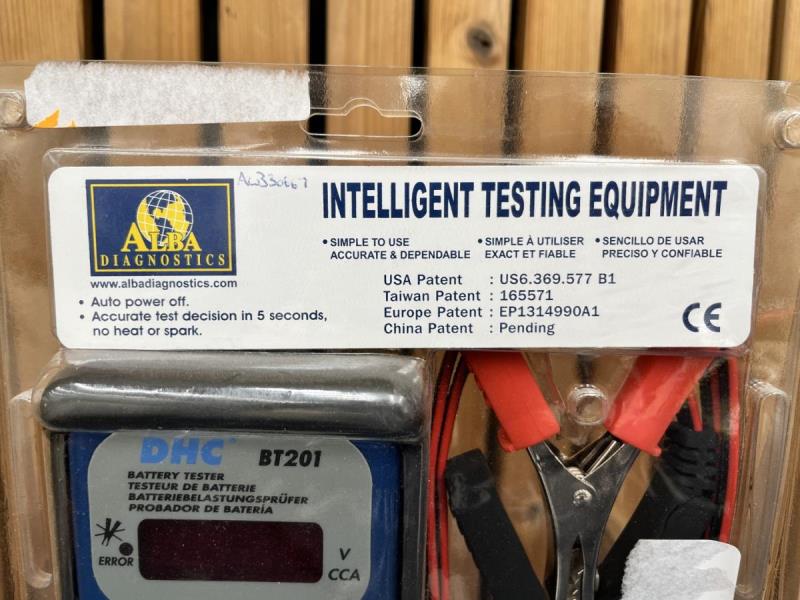 ALBA
DIAGNOSTICS
www.albadiagnostics.com
• Auto power off.
• Accurate test decision in 5 seconds,
no heat or spark.
INTELLIGENT TESTING EQUIPMENT
• SIMPLE TO USE
ACCURATE & DEPENDABLE
• SIMPLE À UTILISER
EXACT ET FIABLE
• SENCILLO DE USAR
PRECISO Y CONFIABLE
USA Patent : US6.369.577 B1
Taiwan Patent : 165571
Europe Patent : EP1314990A1
China Patent : Pending
CE
DHC BT201
BATTERY TESTER
TESTEUR DE BATTERIE
BATTERIEBELASTUNGSPRÜFER
PROBADOR DE BATERÍA
ERROR
V
CCA